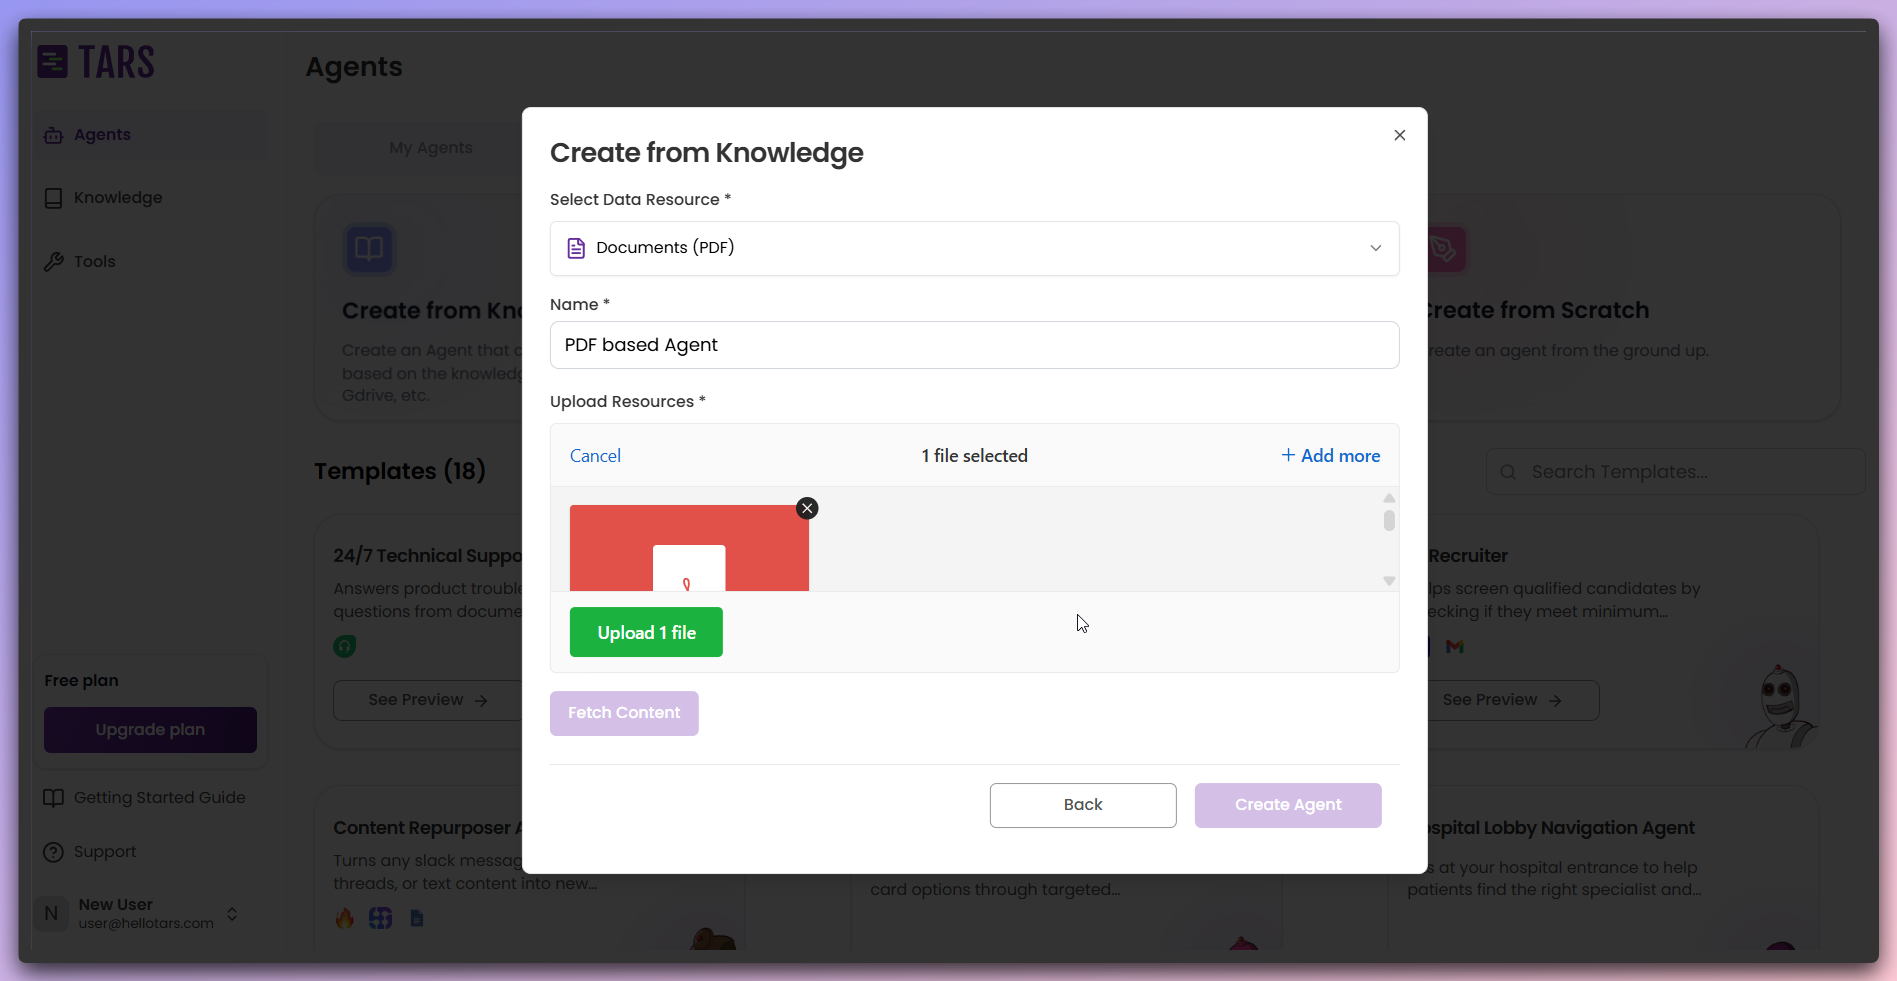 TARS
Agents
Knowledge
Tools
Free plan
Upgrade plan
Getting Started Guide
Support
N
New User
user@hellotars.com
Agents
My Agents
Create from Kno
Create an Agent that
based on the knowledg
Gdrive, etc.
Create from Scratch
reate an agent from the ground up.
Templates (18)
Search Templates...
24/7 Technical Suppo
Answers product trouble
questions from docume
See Preview →
Recruiter
lps screen qualified candidates by
ecking if they meet minimum...
See Preview →
Content Repurposer A
Turns any slack messag
threads, or text content into new...
card options through targeted...
ospital Lobby Navigation Agent
s at your hospital entrance to help
patients find the right specialist and...
Create from Knowledge
Select Data Resource *
Documents (PDF)
Name *
PDF based Agent
Upload Resources *
Cancel
1 file selected
+ Add more
Upload 1 file
Fetch Content
Back
Create Agent